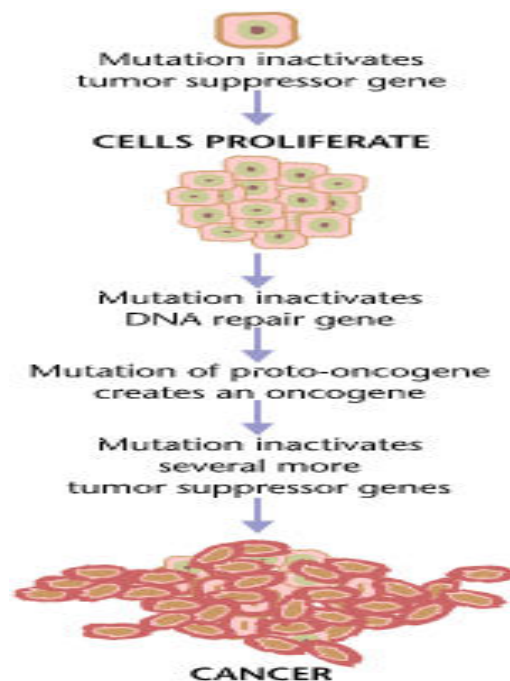 Mutation inactivates
tumor suppressor gene
CELLS PROLIFERATE
Mutation inactivates
DNA repair gene
Mutation of proto-oncogene
creates an oncogene
Mutation inactivates
several more
tumor suppressor genes
CANCER